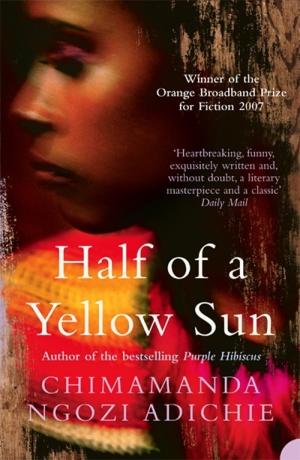 Winner of the
Orange Broadband Prize
for Fiction 2007
‘Heartbreaking, funny,
exquisitely written and,
without doubt, a literary
masterpiece and a classic’
Daily Mail
Half of a
Yellow Sun
Author of the bestselling Purple Hibiscus
CHIMAMANDA
NGOZI ADICHIE